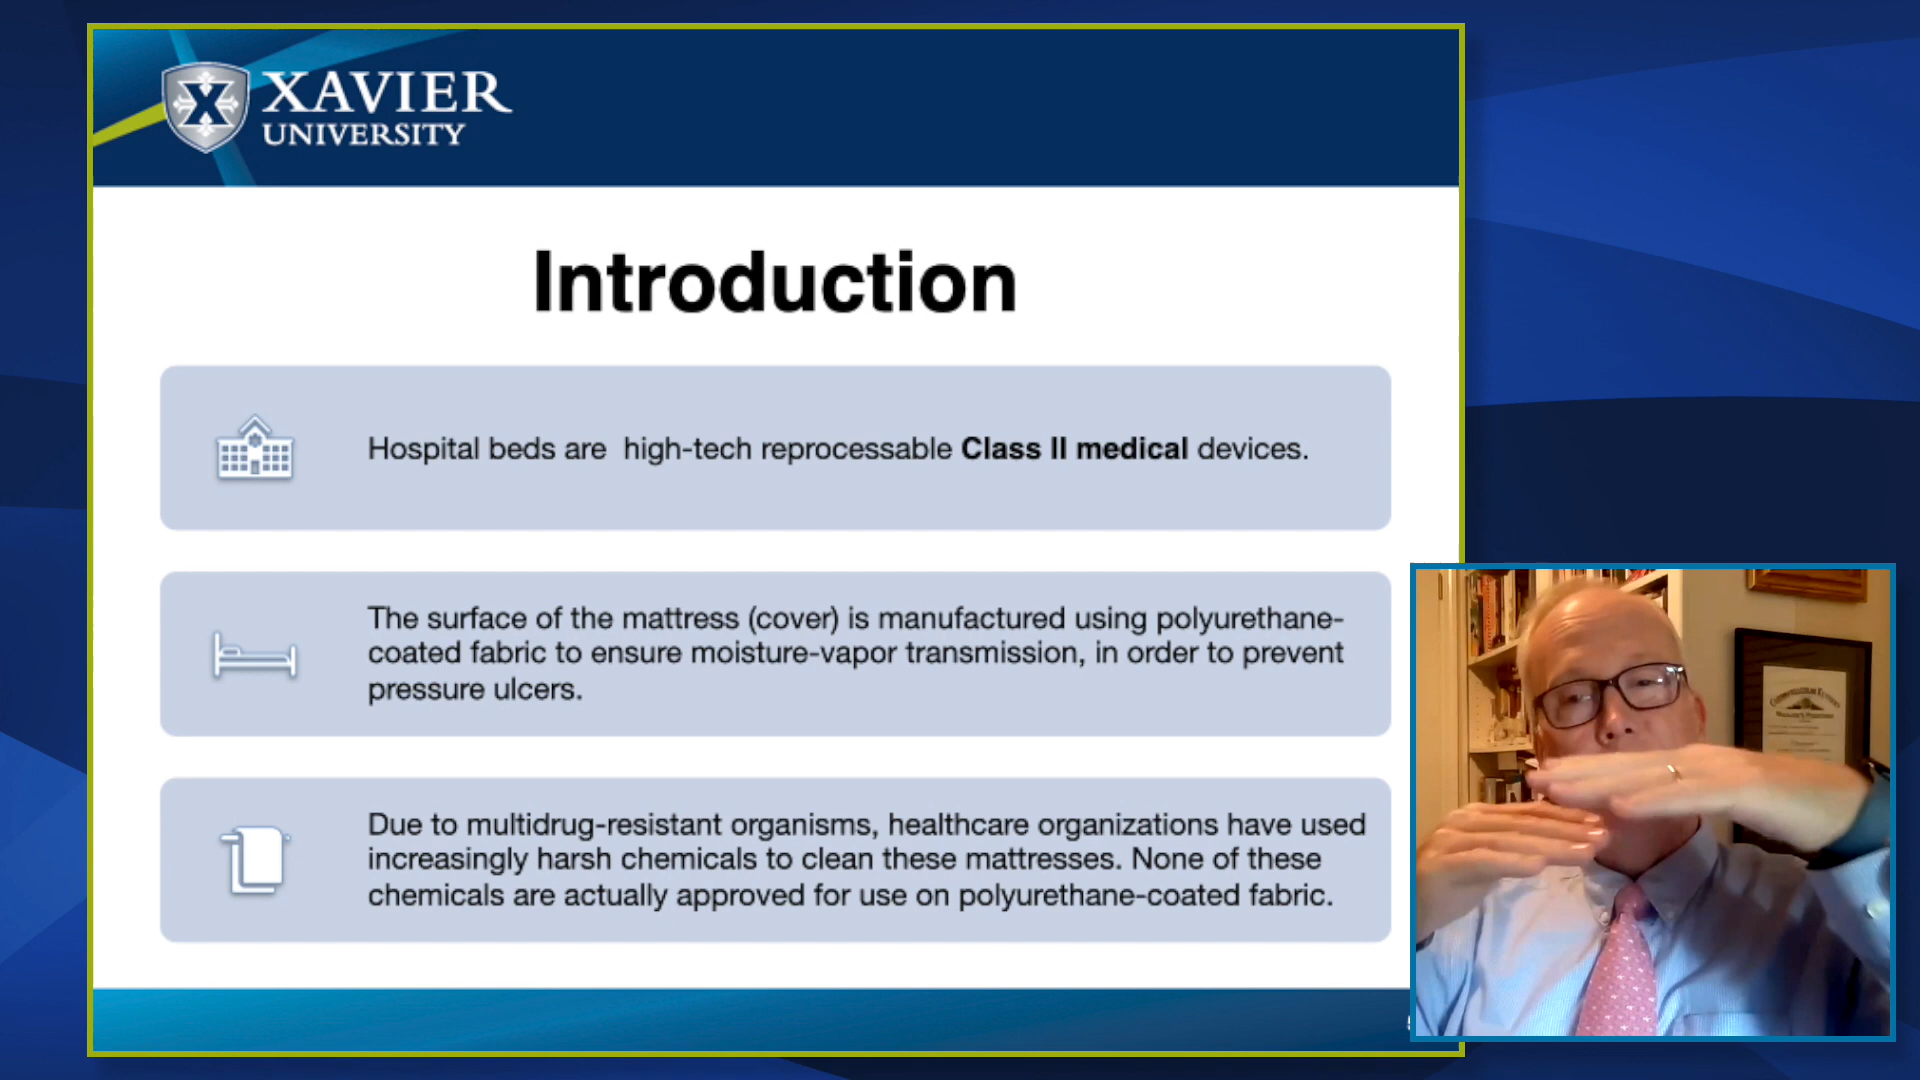 XAVIER
UNIVERSITY
Introduction
Hospital beds are  high-tech reprocessable Class II medical devices.
The surface of the mattress (cover) is manufactured using polyurethane-
coated fabric to ensure moisture-vapor transmission, in order to prevent
pressure ulcers.
Due to multidrug-resistant organisms, healthcare organizations have used
increasingly harsh chemicals to clean these mattresses. None of these
chemicals are actually approved for use on polyurethane-coated fabric.